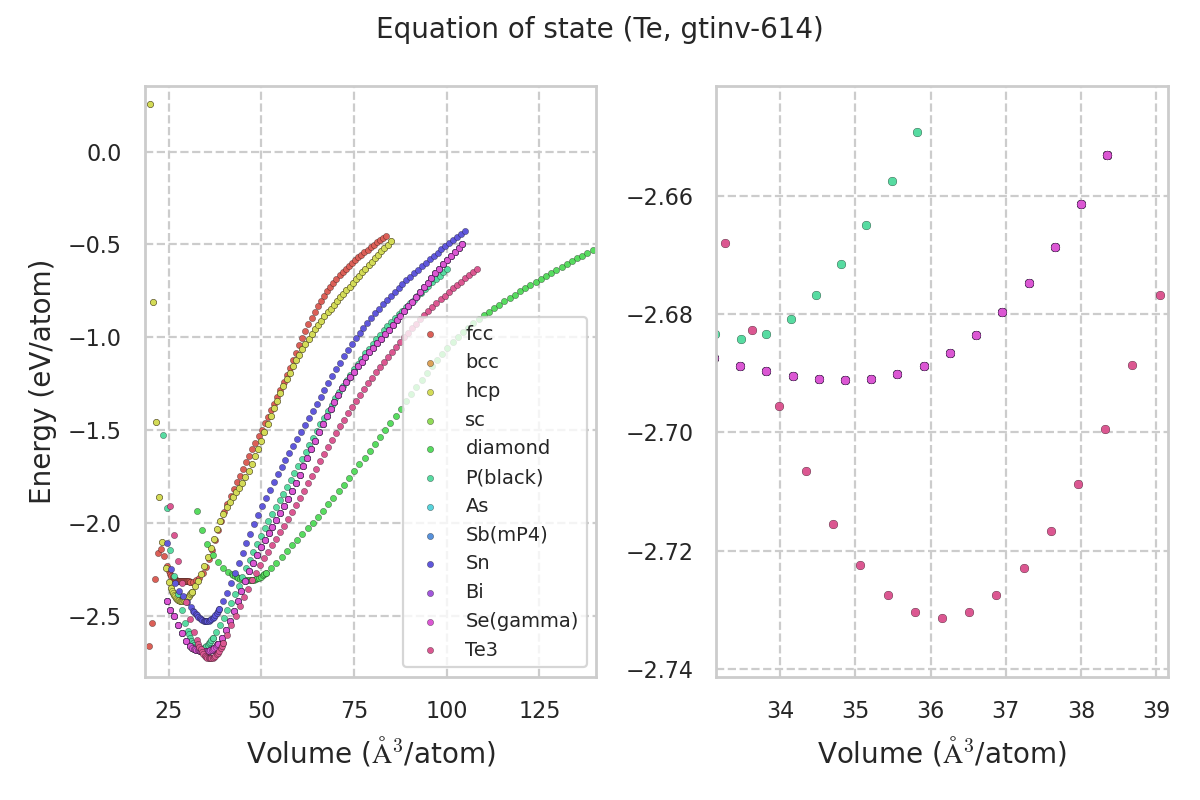 Equation of state (Te, gtinv-614)
Energy (eV/atom)
0.0
−0.5
−1.0
−1.5
−2.0
−2.5
25 50 75 100 125
Volume (Å³/atom)
fcc
bcc
hcp
sc
diamond
P(black)
As
Sb(mP4)
Sn
Bi
Se(gamma)
Te3
−2.66
−2.68
−2.70
−2.72
−2.74
34 35 36 37 38 39
Volume (Å³/atom)